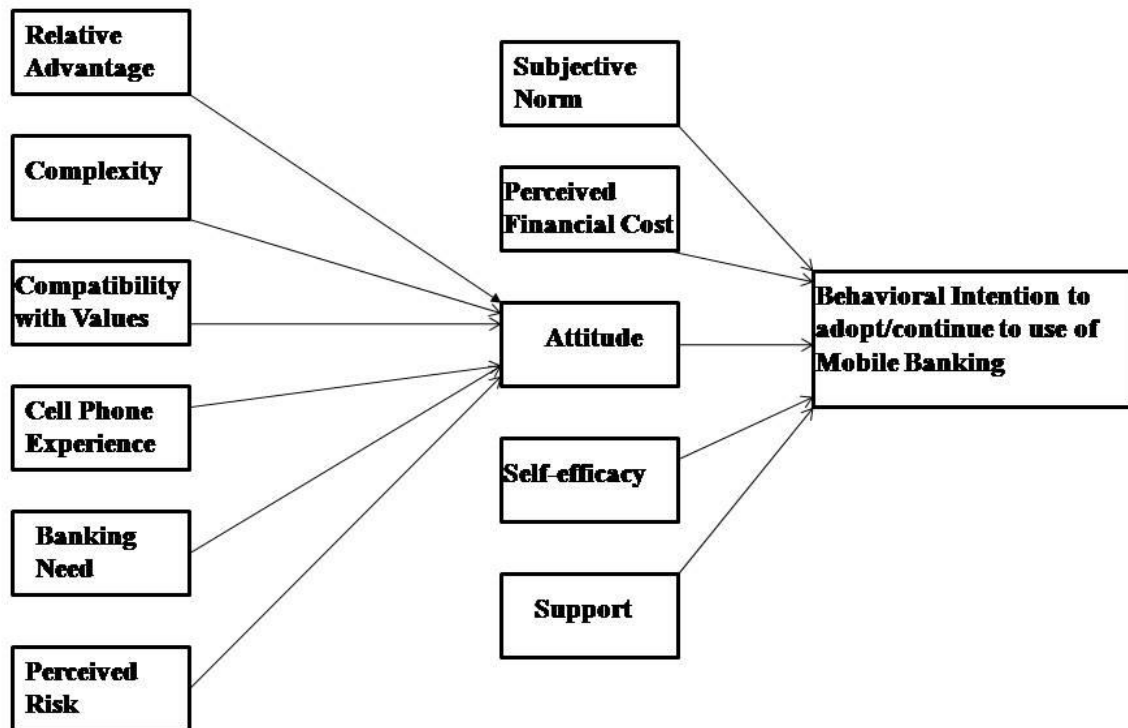 Relative
Advantage
Complexity
Compatibility
with Values
Cell Phone
Experience
Banking
Need
Perceived
Risk
Subjective
Norm
Perceived
Financial Cost
Attitude
Self-efficacy
Support
Behavioral Intention to
adopt/continue to use of
Mobile Banking